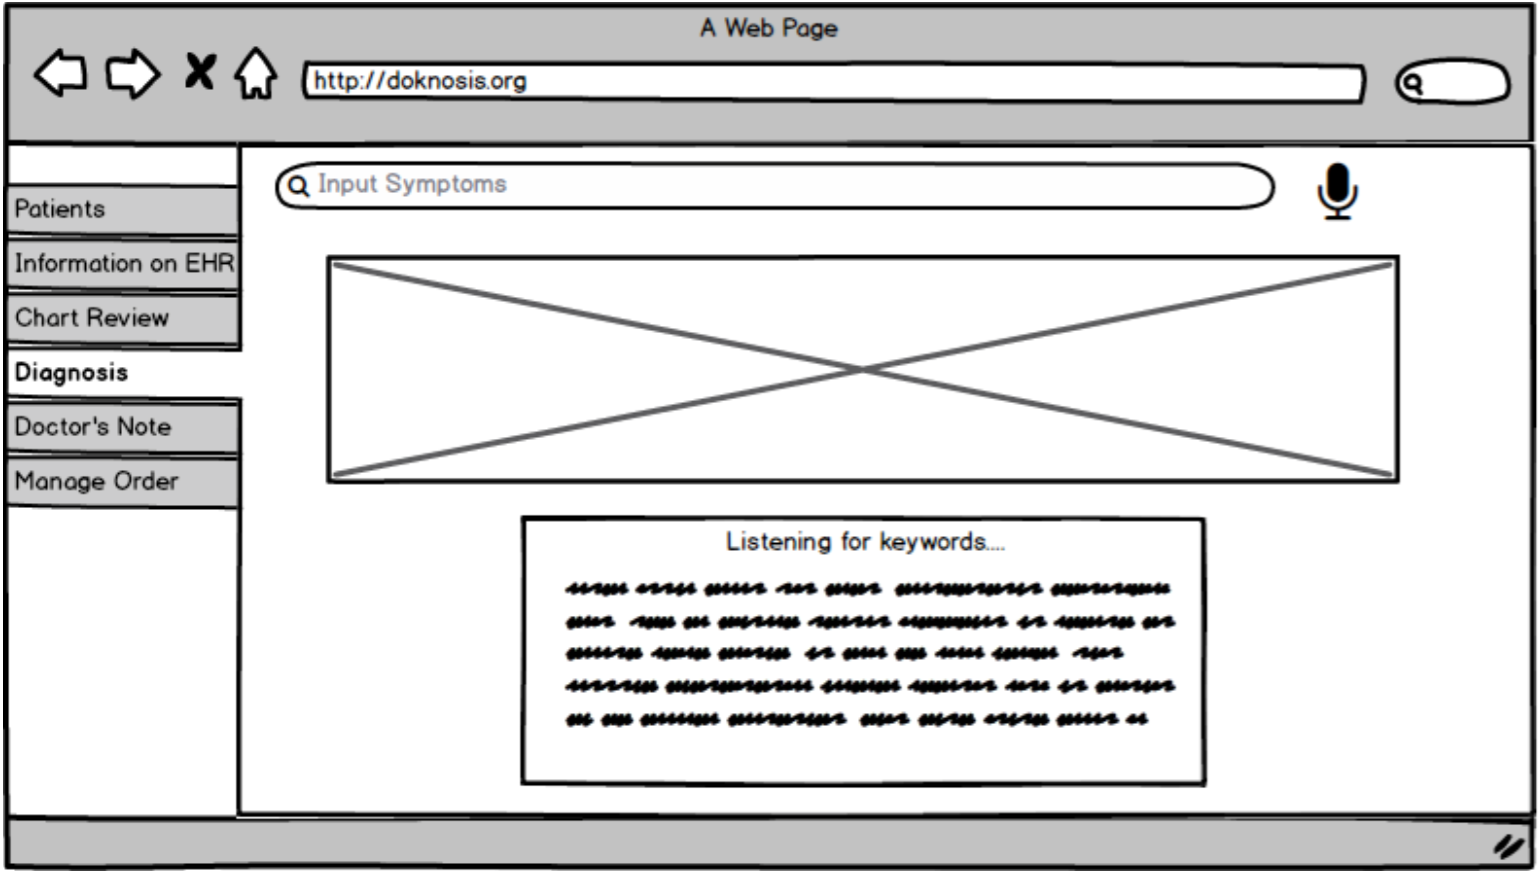 A Web Page
http://doknosis.org
Input Symptoms
Patients
Information on EHR
Chart Review
Diagnosis
Doctor's Note
Manage Order
Listening for keywords....